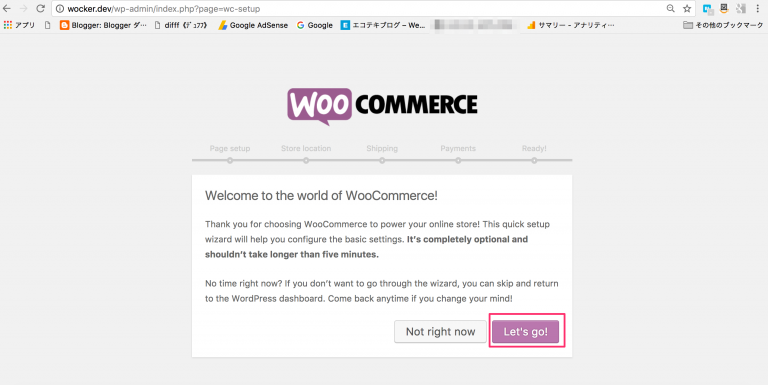 wocker.dev/wp-admin/index.php?page=wc-setup
アプリ Blogger: Blogger ダ… difff《ﾃﾞｭﾌﾌ》 Google AdSense Google エコテキブログ – We… サマリー - アナリティ… その他のブックマーク
WOO COMMERCE
Page setup Store location Shipping Payments Ready!
Welcome to the world of WooCommerce!
Thank you for choosing WooCommerce to power your online store! This quick setup
wizard will help you configure the basic settings. It's completely optional and
shouldn't take longer than five minutes.
No time right now? If you don't want to go through the wizard, you can skip and return
to the WordPress dashboard. Come back anytime if you change your mind!
Not right now Let's go!